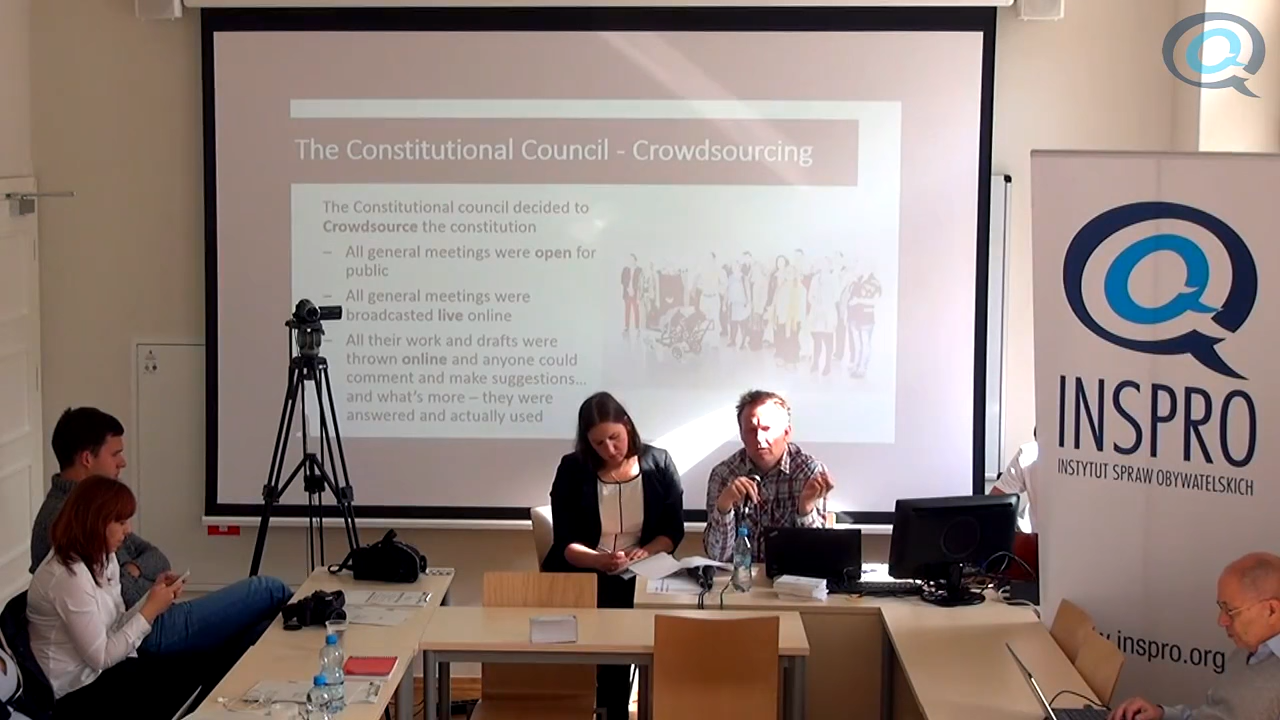 The Constitutional Council - Crowdsourcing
The Constitutional council decided to
Crowdsource the constitution
– All general meetings were open for
public
– All general meetings were
broadcasted live online
– All their work and drafts were
thrown online and anyone could
comment and make suggestions...
and what's more – they were
answered and actually used
INSPRO
INSTYTUT SPRAW OBYWATELSKICH
inspro.org